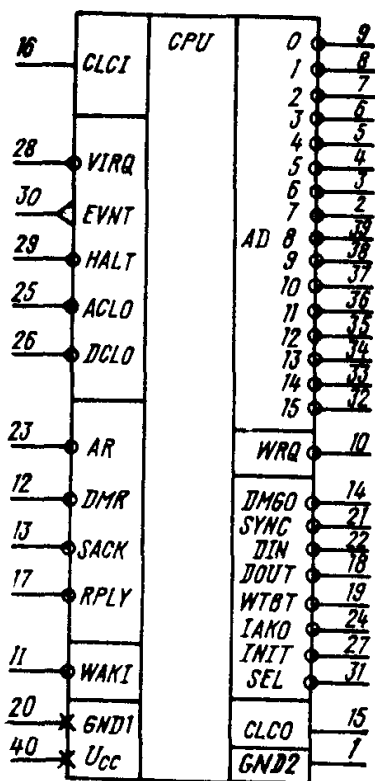 16 CLCI
28 VIRQ
30 EVNT
29 HALT
25 ACLO
26 DCLO
23 AR
12 DMR
13 SACK
17 RPLY
11 WAKI
20 GND1
40 Ucc
CPU
AD
0 9
1 8
2 7
3 6
4 5
5 4
6 3
7 2
8 39
9 38
10 37
11 36
12 35
13 34
14 33
15 32
WRQ 10
DMGO 14
SYNC 21
DIN 22
DOUT 18
WTBT 19
IAKO 24
INIT 27
SEL 31
CLCO 15
GND2 1